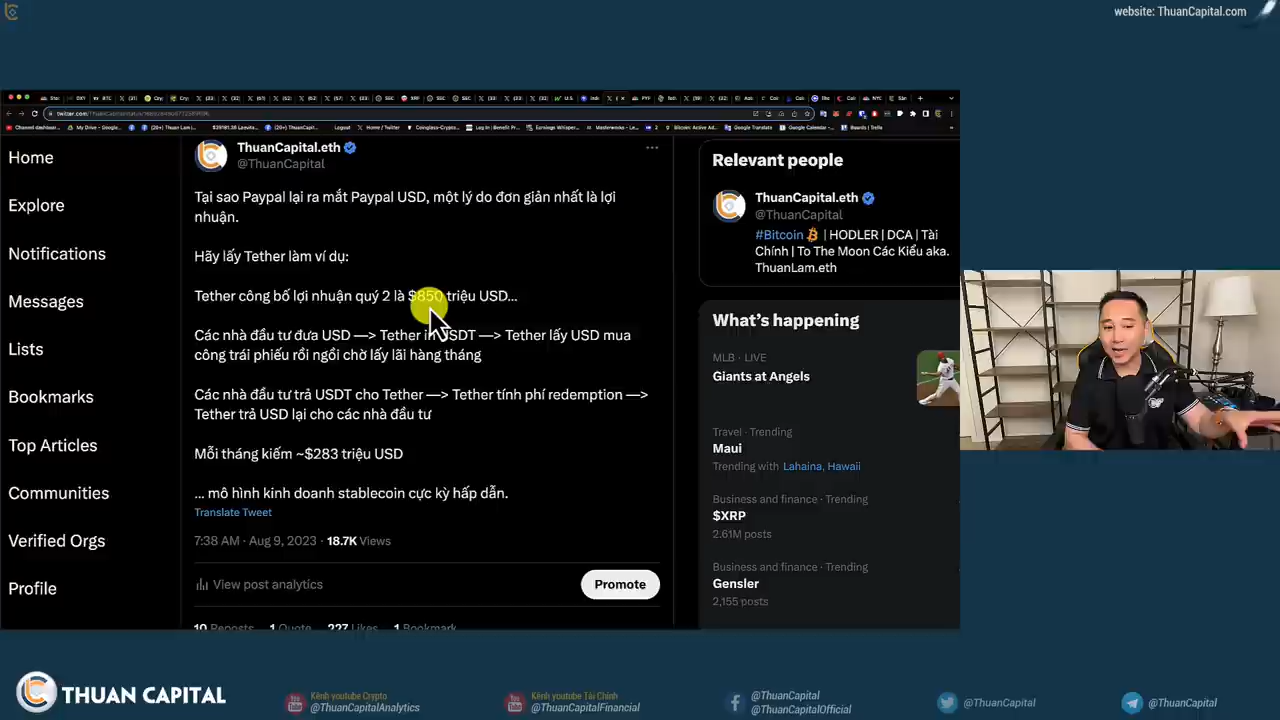 website: ThuanCapital.com
Home
Explore
Notifications
Messages
Lists
Bookmarks
Top Articles
Communities
Verified Orgs
Profile
ThuanCapital.eth
@ThuanCapital
Tại sao Paypal lại ra mắt Paypal USD, một lý do đơn giản nhất là lợi
nhuận.
Hãy lấy Tether làm ví dụ:
Tether công bố lợi nhuận quý 2 là $850 triệu USD...
Các nhà đầu tư đưa USD —> Tether in USDT —> Tether lấy USD mua
công trái phiếu rồi ngồi chờ lấy lãi hàng tháng
Các nhà đầu tư trả USDT cho Tether —> Tether tính phí redemption —>
Tether trả USD lại cho các nhà đầu tư
Mỗi tháng kiếm ~$283 triệu USD
... mô hình kinh doanh stablecoin cực kỳ hấp dẫn.
Translate Tweet
7:38 AM · Aug 9, 2023 · 18.7K Views
View post analytics
Promote
10 Reposts 1 Quote 227 Likes 1 Bookmark
Relevant people
ThuanCapital.eth
@ThuanCapital
#Bitcoin | HODLER | DCA | Tài
Chính | To The Moon Các Kiểu aka.
ThuanLam.eth
What's happening
MLB · LIVE
Giants at Angels
Travel · Trending
Maui
Trending with Lahaina, Hawaii
Business and finance · Trending
$XRP
2.61M posts
Business and finance · Trending
Gensler
2,155 posts
THUAN CAPITAL
Kênh youtube Crypto
@ThuanCapitalAnalytics
Kênh youtube Tài Chính
@ThuanCapitalFinancial
@ThuanCapital
@ThuanCapitalOfficial
@ThuanCapital
@ThuanCapital